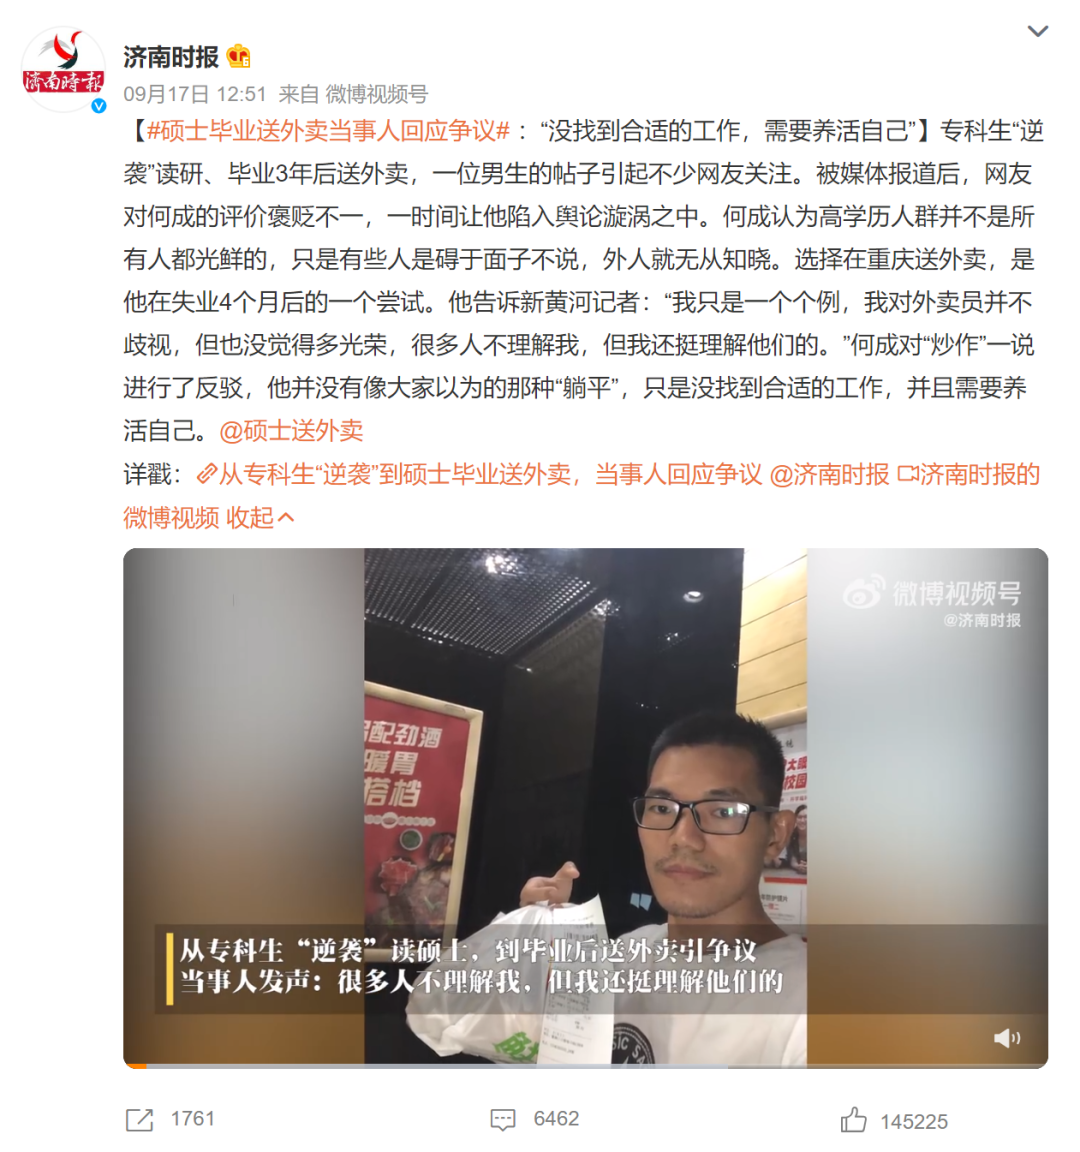 濟南時報
济南时报
09月17日 12:51 来自 微博视频号
【#硕士毕业送外卖当事人回应争议# ：“没找到合适的工作，需要养活自己”】专科生“逆
袭”读研、毕业3年后送外卖，一位男生的帖子引起不少网友关注。被媒体报道后，网友
对何成的评价褒贬不一，一时间让他陷入舆论漩涡之中。何成认为高学历人群并不是所
有人都光鲜的，只是有些人是碍于面子不说，外人就无从知晓。选择在重庆送外卖，是
他在失业4个月后的一个尝试。他告诉新黄河记者：“我只是一个个例，我对外卖员并不
歧视，但也没觉得多光荣，很多人不理解我，但我还挺理解他们的。”何成对“炒作”一说
进行了反驳，他并没有像大家以为的那种“躺平”，只是没找到合适的工作，并且需要养
活自己。@硕士送外卖
详戳：从专科生“逆袭”到硕士毕业送外卖，当事人回应争议 @济南时报 济南时报的
微博视频 收起
微博视频号
@济南时报
配劲酒
暖胃
搭档
校园
从专科生“逆袭”读硕士，到毕业后送外卖引争议
当事人发声：很多人不理解我，但我还挺理解他们的
1761
6462
145225